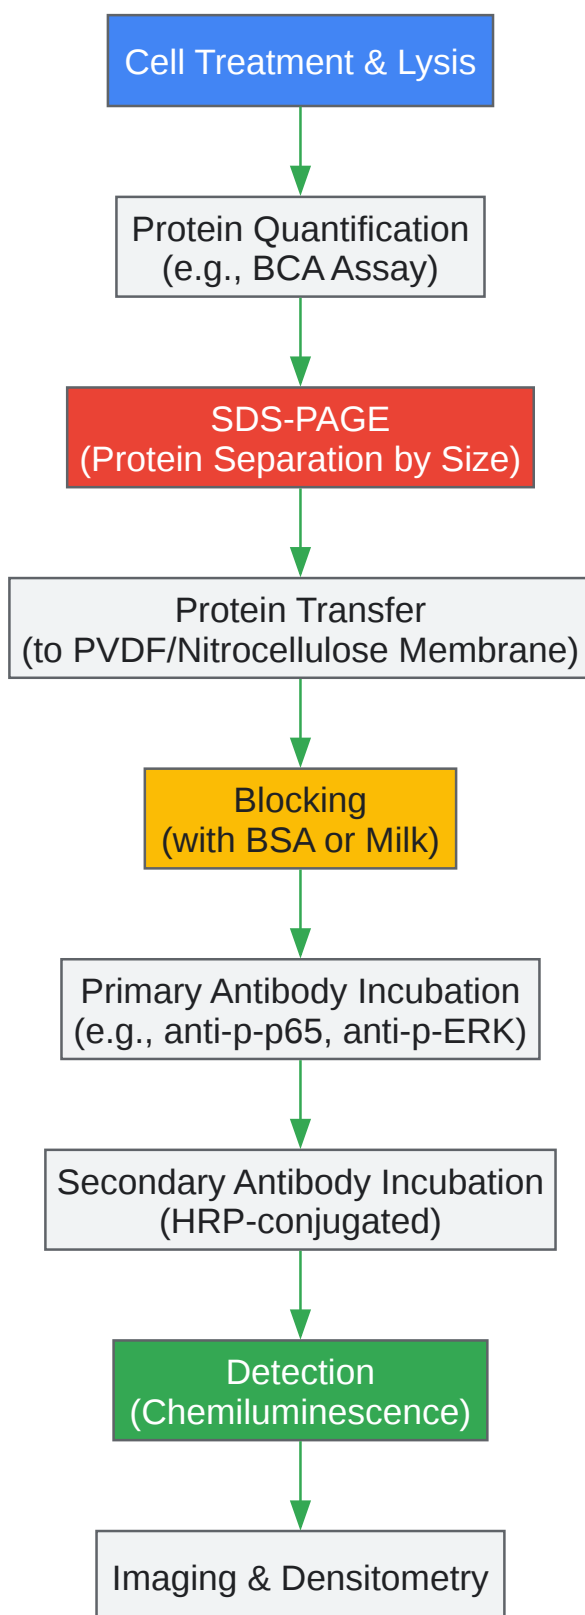 Cell Treatment & Lysis
Protein Quantification
(e.g., BCA Assay)
SDS-PAGE
(Protein Separation by Size)
Protein Transfer
(to PVDF/Nitrocellulose Membrane)
Blocking
(with BSA or Milk)
Primary Antibody Incubation
(e.g., anti-p-p65, anti-p-ERK)
Secondary Antibody Incubation
(HRP-conjugated)
Detection
(Chemiluminescence)
Imaging & Densitometry